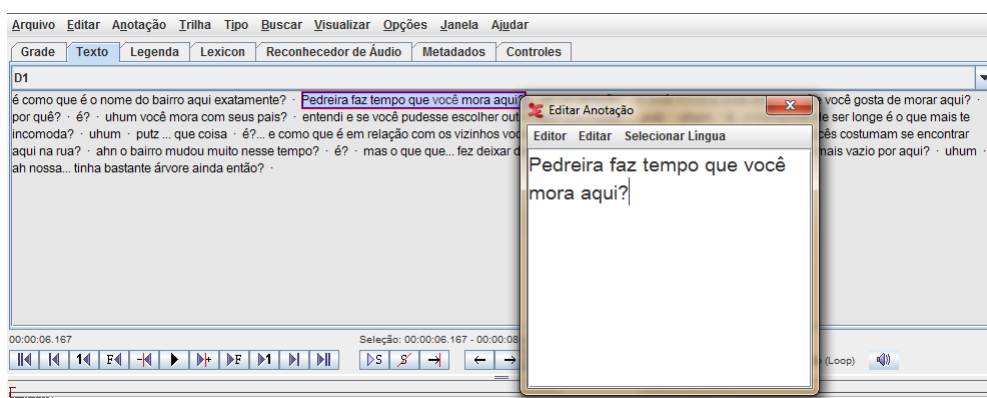 Arquivo Editar Anotação Trilha Tipo Buscar Visualizar Opções Janela Ajudar
Grade Texto Legenda Lexicon Reconhecedor de Áudio Metadados Controles
D1
é como que é o nome do bairro aqui exatamente? · Pedreira faz tempo que você mora aqui? você gosta de morar aqui? ·
por quê? · é? · uhum você mora com seus pais? · entendi e se você pudesse escolher out e ser longe é o que mais te
incomoda? · uhum · putz ... que coisa · é?... e como que é em relação com os vizinhos voc cês costumam se encontrar
aqui na rua? · ahn o bairro mudou muito nesse tempo? · é? · mas o que que... fez deixar d mais vazio por aqui? · uhum ·
ah nossa... tinha bastante árvore ainda então? ·
Editar Anotação
Editor Editar Selecionar Língua
Pedreira faz tempo que você
mora aqui?
00:00:06.167 Seleção: 00:00:06.167 - 00:00:08
1 F + F 1 S S (Loop)